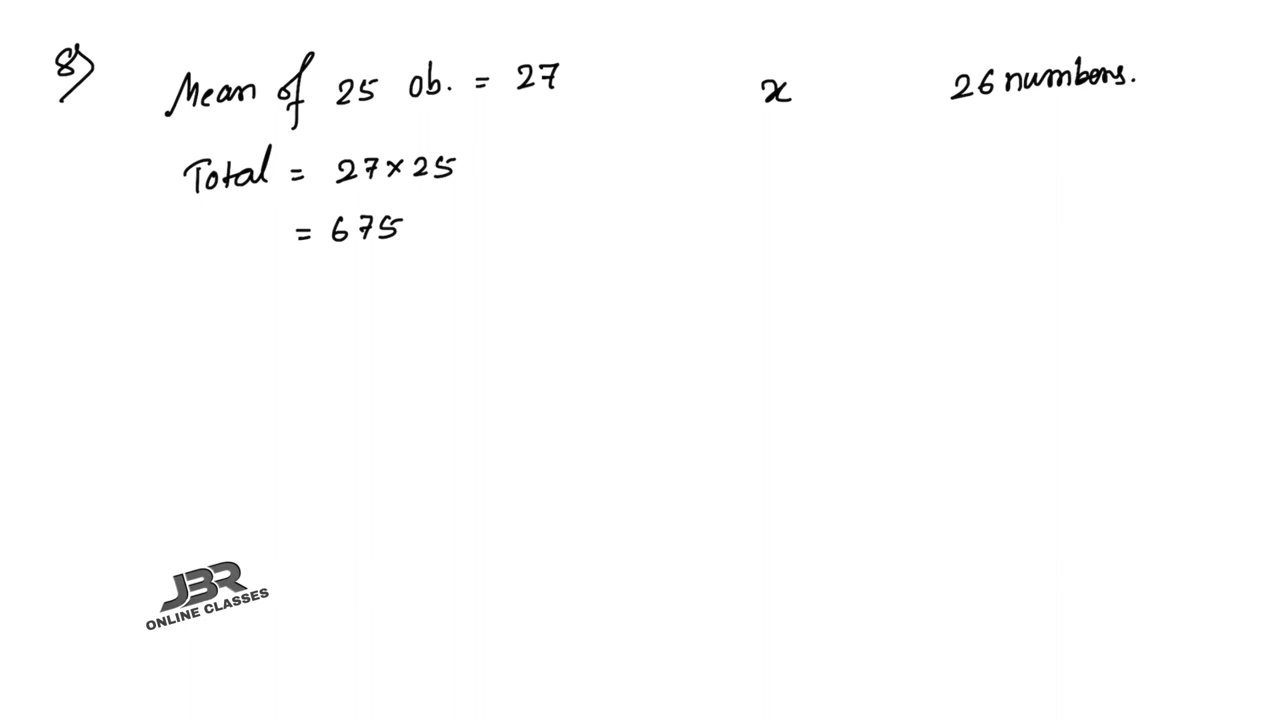 8)
Mean of 25 ob. = 27 x 26 numbers.
Total = 27 × 25
= 675
JBR
ONLINE CLASSES